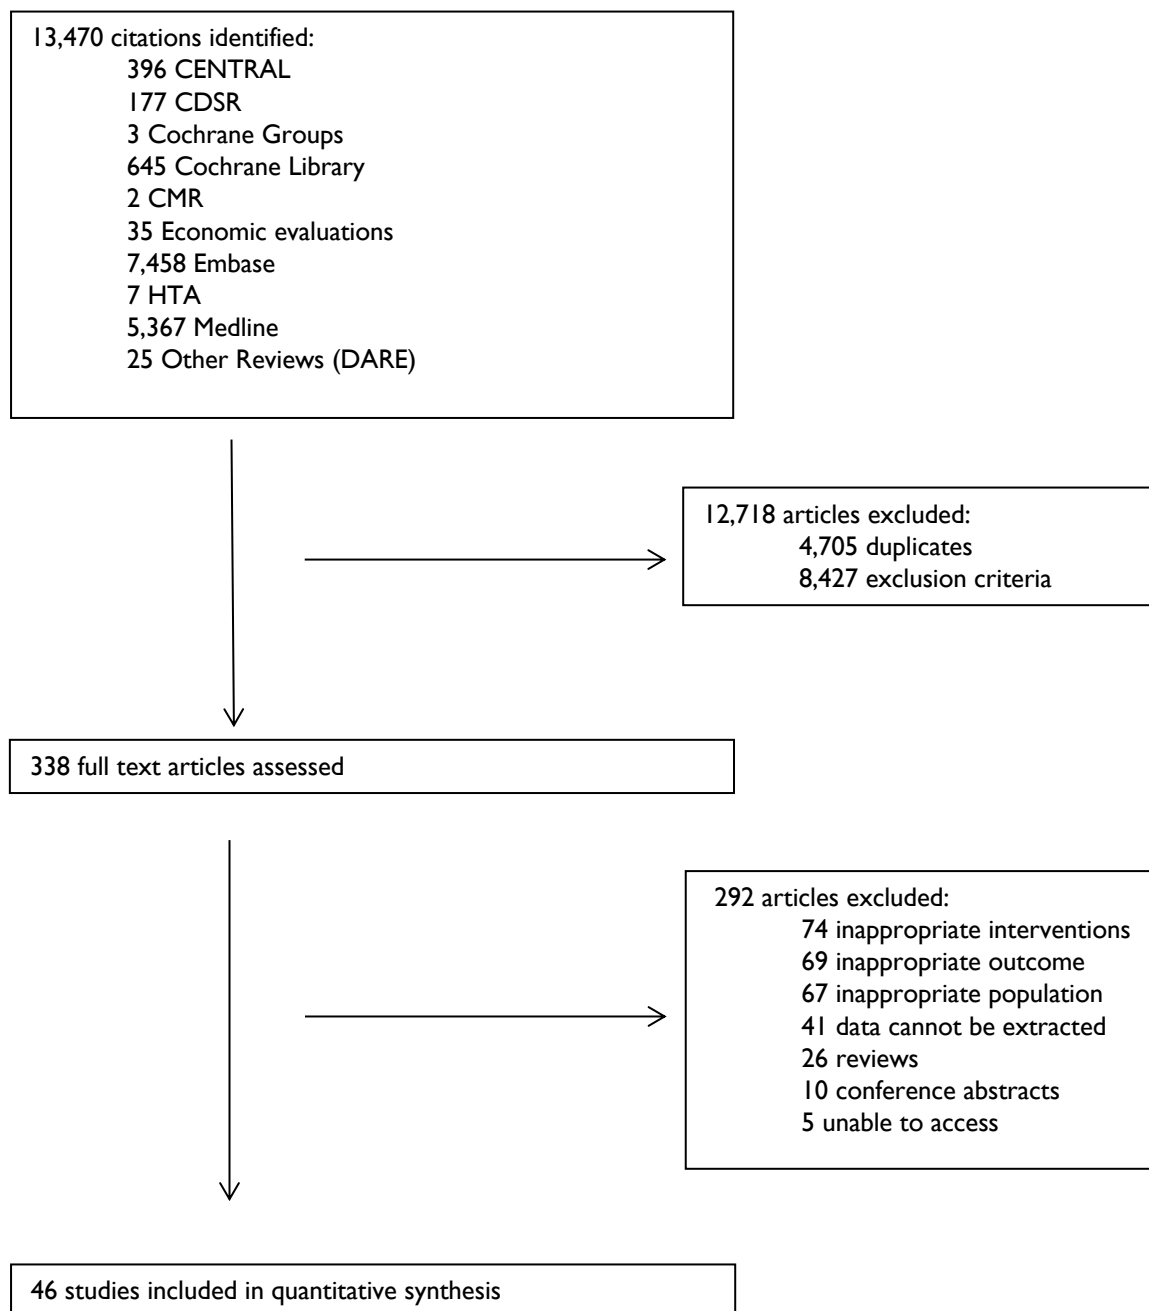 13,470 citations identified:
396 CENTRAL
177 CDSR
3 Cochrane Groups
645 Cochrane Library
2 CMR
35 Economic evaluations
7,458 Embase
7 HTA
5,367 Medline
25 Other Reviews (DARE)
12,718 articles excluded:
4,705 duplicates
8,427 exclusion criteria
338 full text articles assessed
292 articles excluded:
74 inappropriate interventions
69 inappropriate outcome
67 inappropriate population
41 data cannot be extracted
26 reviews
10 conference abstracts
5 unable to access
46 studies included in quantitative synthesis